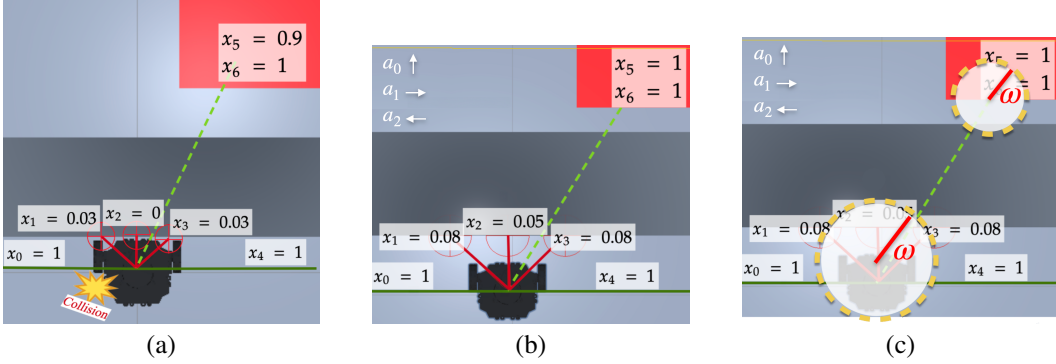 x₅ = 0.9
x₆ = 1
x₁ = 0.03
x₂ = 0
x₃ = 0.03
x₀ = 1
x₄ = 1
Collision
(a)
a₀ ↑
a₁ →
a₂ ←
x₅ = 1
x₆ = 1
x₂ = 0.05
x₁ = 0.08
x₃ = 0.08
x₀ = 1
x₄ = 1
(b)
a₀ ↑
a₁ →
a₂ ←
x₅ = 1
= 1
ω
x₁ = 0.08
x₃ = 0.08
ω
x₀ = 1
x₄ = 1
(c)